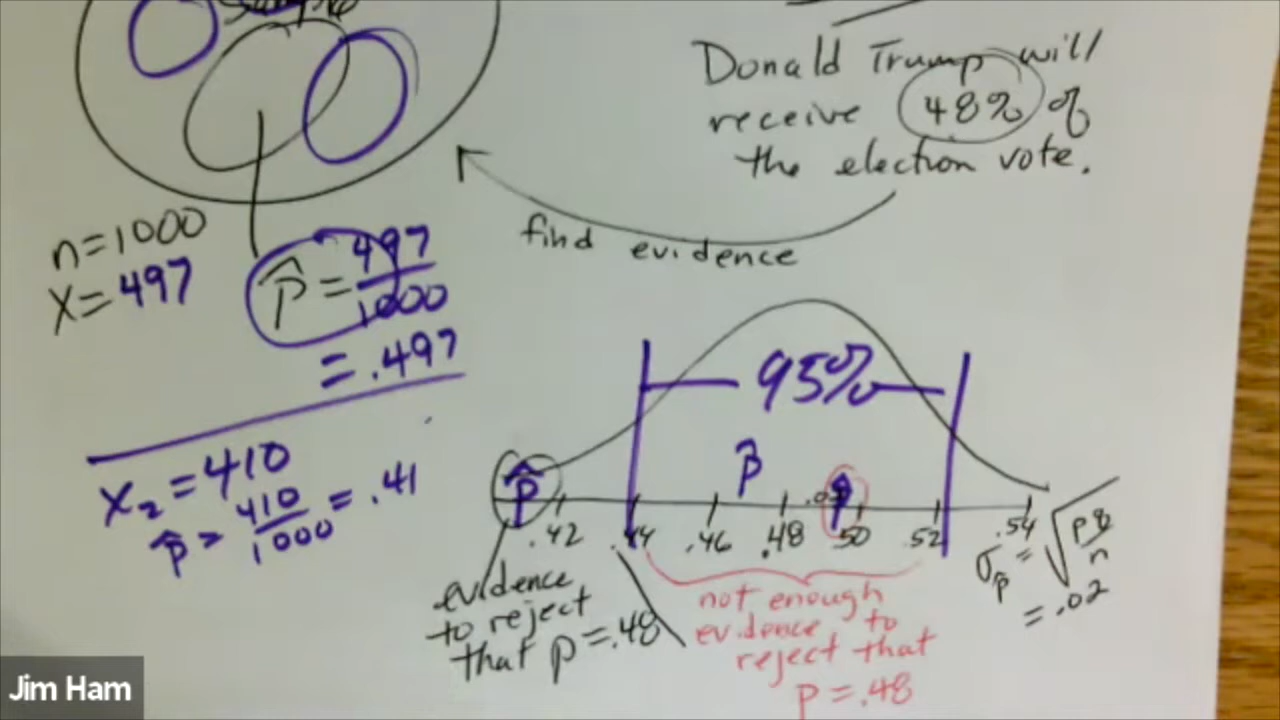 Sample
Donald Trump will
receive 48% of
the election vote.
find evidence
n=1000
X=497
p̂ = 497
1000
= .497
X₂ = 410
p̂ = 410 = .41
1000
95%
p̂
p̂
.42 .44 .46 .48 .50 .52 .54
σp̂ = √pq
n
= .02
evidence
to reject
that p = .48
not enough
evidence to
reject that
p = .48
Jim Ham